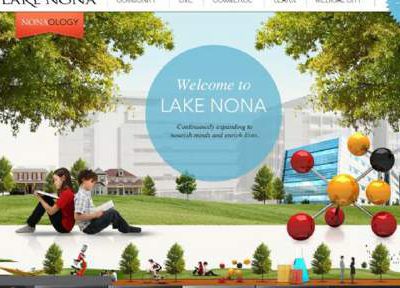 LAKE NONA
COMMUNITY LIVE COMMERCE LEARN MEDICAL CITY
NONAOLOGY
Welcome to
LAKE NONA
Continuously expanding to
nourish minds and enrich lives.